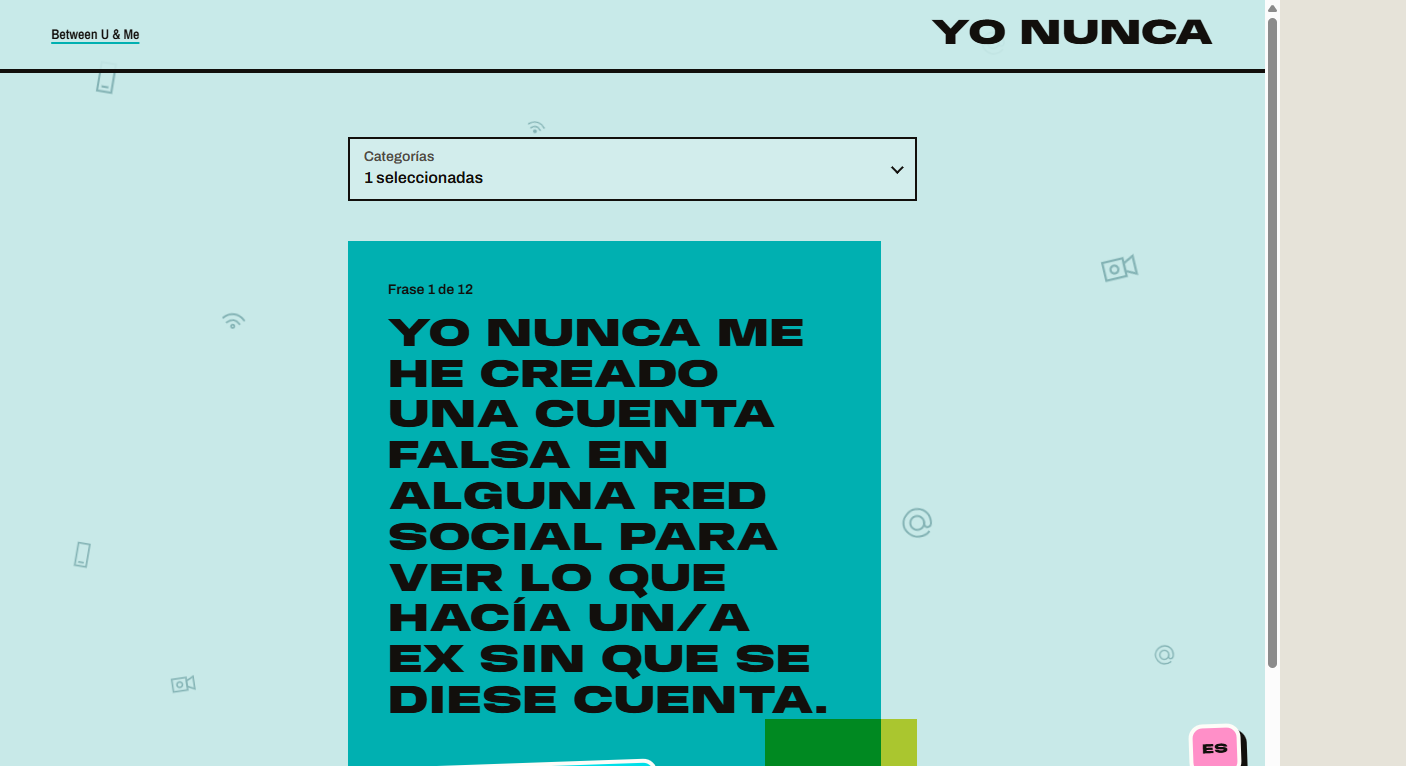 Between U & Me
YO NUNCA
Categorías
1 seleccionadas
Frase 1 de 12
YO NUNCA ME
HE CREADO
UNA CUENTA
FALSA EN
ALGUNA RED
SOCIAL PARA
VER LO QUE
HACÍA UN/A
EX SIN QUE SE
DIESE CUENTA.
ES